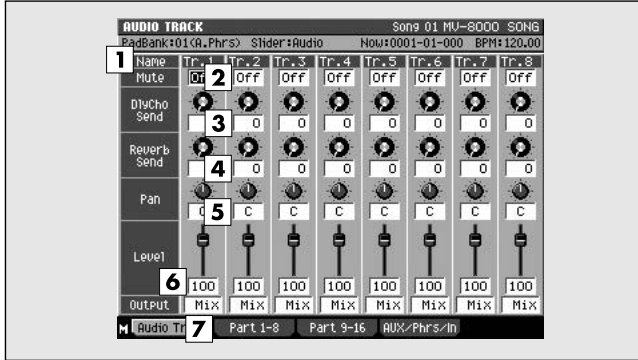 AUDIO TRACK Song 01 MV-8000 SONG
PadBank:01(A.Phrs) Slider:Audio Now:0001-01-000 BPM:120.00
1 Name Tr.1 Tr.2 Tr.3 Tr.4 Tr.5 Tr.6 Tr.7 Tr.8
Mute 2 Off Off Off Off Off Off Off
DlyCho
Send
3 0 0 0 0 0 0 0
Reverb
Send
4 0 0 0 0 0 0 0
Pan
5 C C C C C C C
Level
6 100 100 100 100 100 100 100 100
Output Mix Mix Mix Mix Mix Mix Mix Mix
M Audio 7 Part 1-8 Part 9-16 AUX/Phrs/In